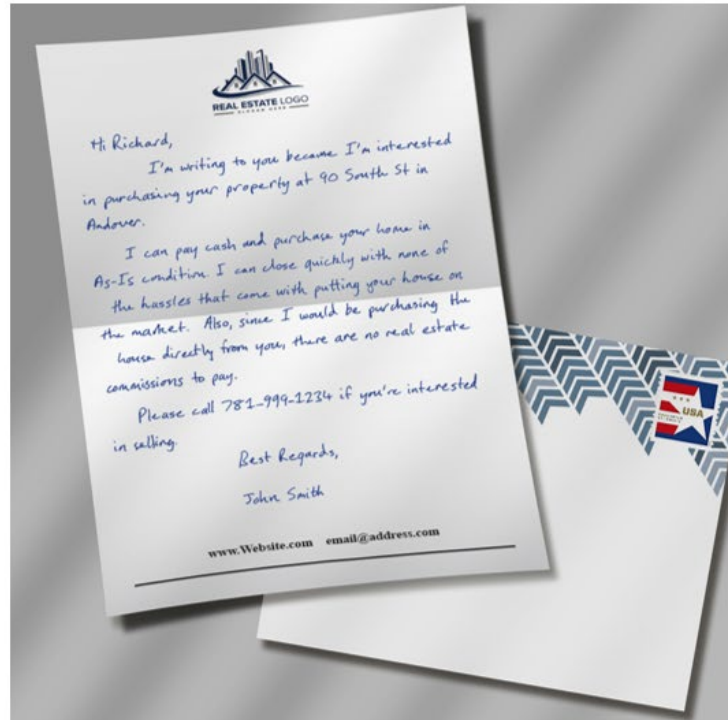 REAL ESTATE LOGO
SLOGAN HERE
Hi Richard,
I'm writing to you because I'm interested
in purchasing your property at 90 South St in
Andover.
I can pay cash and purchase your home in
As-Is condition. I can close quickly with none of
the hassles that come with putting your house on
the market. Also, since I would be purchasing the
house directly from you, there are no real estate
commissions to pay.
Please call 781-999-1234 if you're interested
in selling.
Best Regards,
John Smith
www.Website.com email@address.com
USA